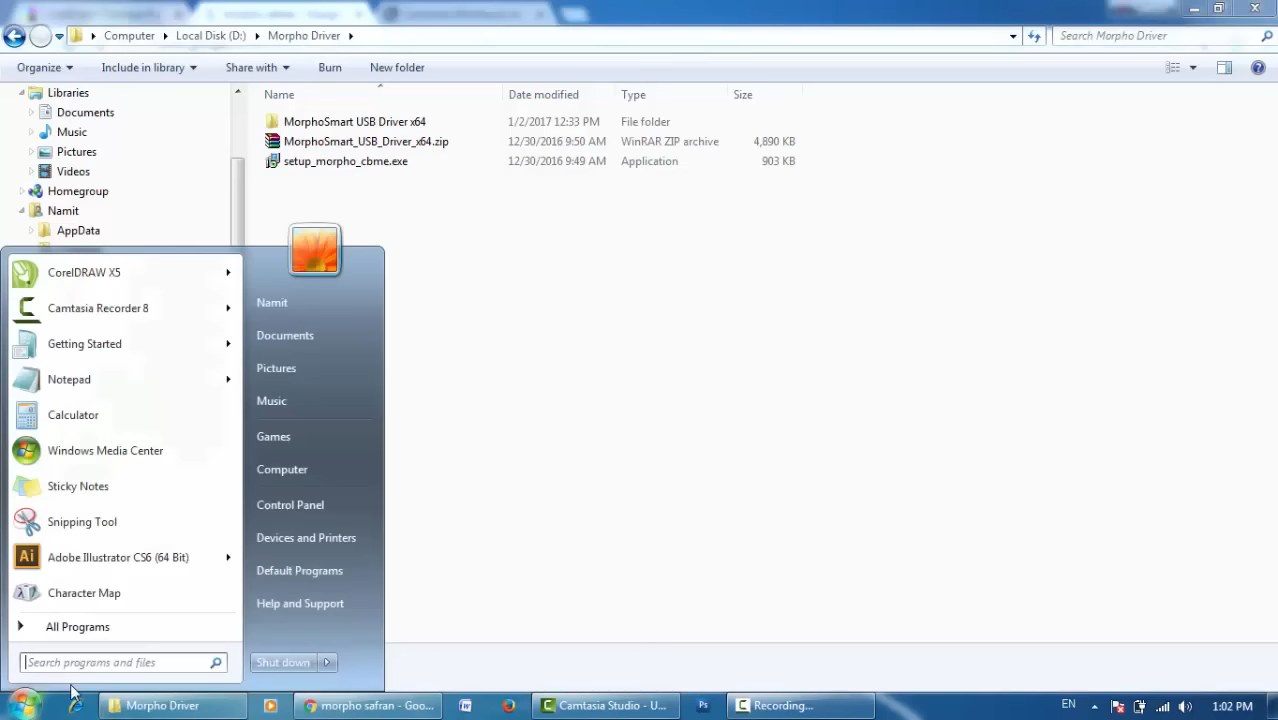 Computer Local Disk (D:) Morpho Driver
Search Morpho Driver
Organize Include in library Share with Burn New folder
Libraries
Documents
Music
Pictures
Videos
Homegroup
Namit
AppData
Name Date modified Type Size
MorphoSmart USB Driver x64 1/2/2017 12:33 PM File folder
MorphoSmart_USB_Driver_x64.zip 12/30/2016 9:50 AM WinRAR ZIP archive 4,890 KB
setup_morpho_cbme.exe 12/30/2016 9:49 AM Application 903 KB
CorelDRAW X5
Camtasia Recorder 8
Getting Started
Notepad
Calculator
Windows Media Center
Sticky Notes
Snipping Tool
Ai Adobe Illustrator CS6 (64 Bit)
Character Map
All Programs
Search programs and files
Namit
Documents
Pictures
Music
Games
Computer
Control Panel
Devices and Printers
Default Programs
Help and Support
Shut down
Morpho Driver
morpho safran - Goo...
W
Camtasia Studio - U...
Ps
Recording...
EN
1:02 PM